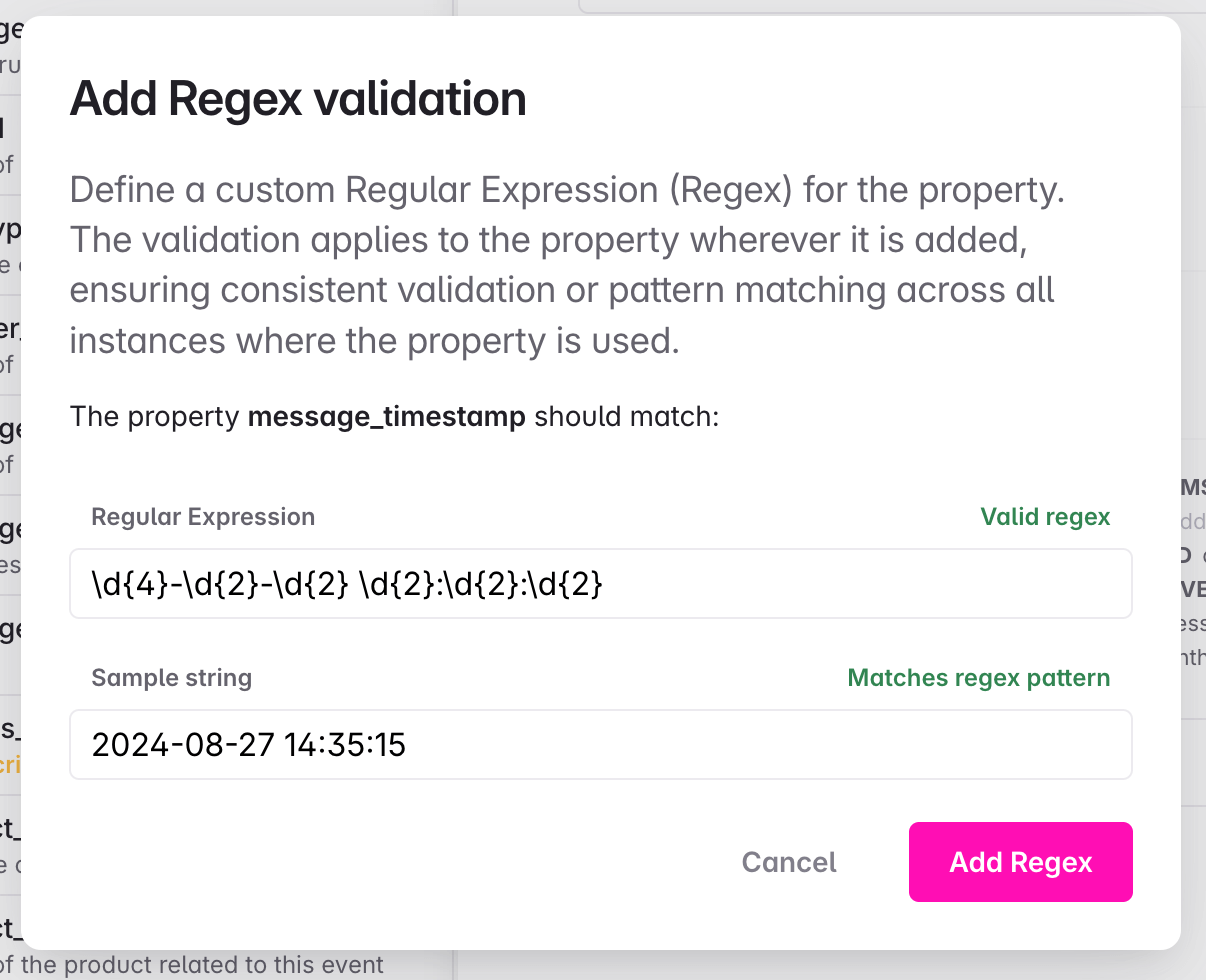 Add Regex validation
Define a custom Regular Expression (Regex) for the property.
The validation applies to the property wherever it is added,
ensuring consistent validation or pattern matching across all
instances where the property is used.
The property message_timestamp should match:
Regular Expression
Valid regex
\d{4}-\d{2}-\d{2} \d{2}:\d{2}:\d{2}
Sample string
Matches regex pattern
2024-08-27 14:35:15
Cancel
Add Regex
of the product related to this event